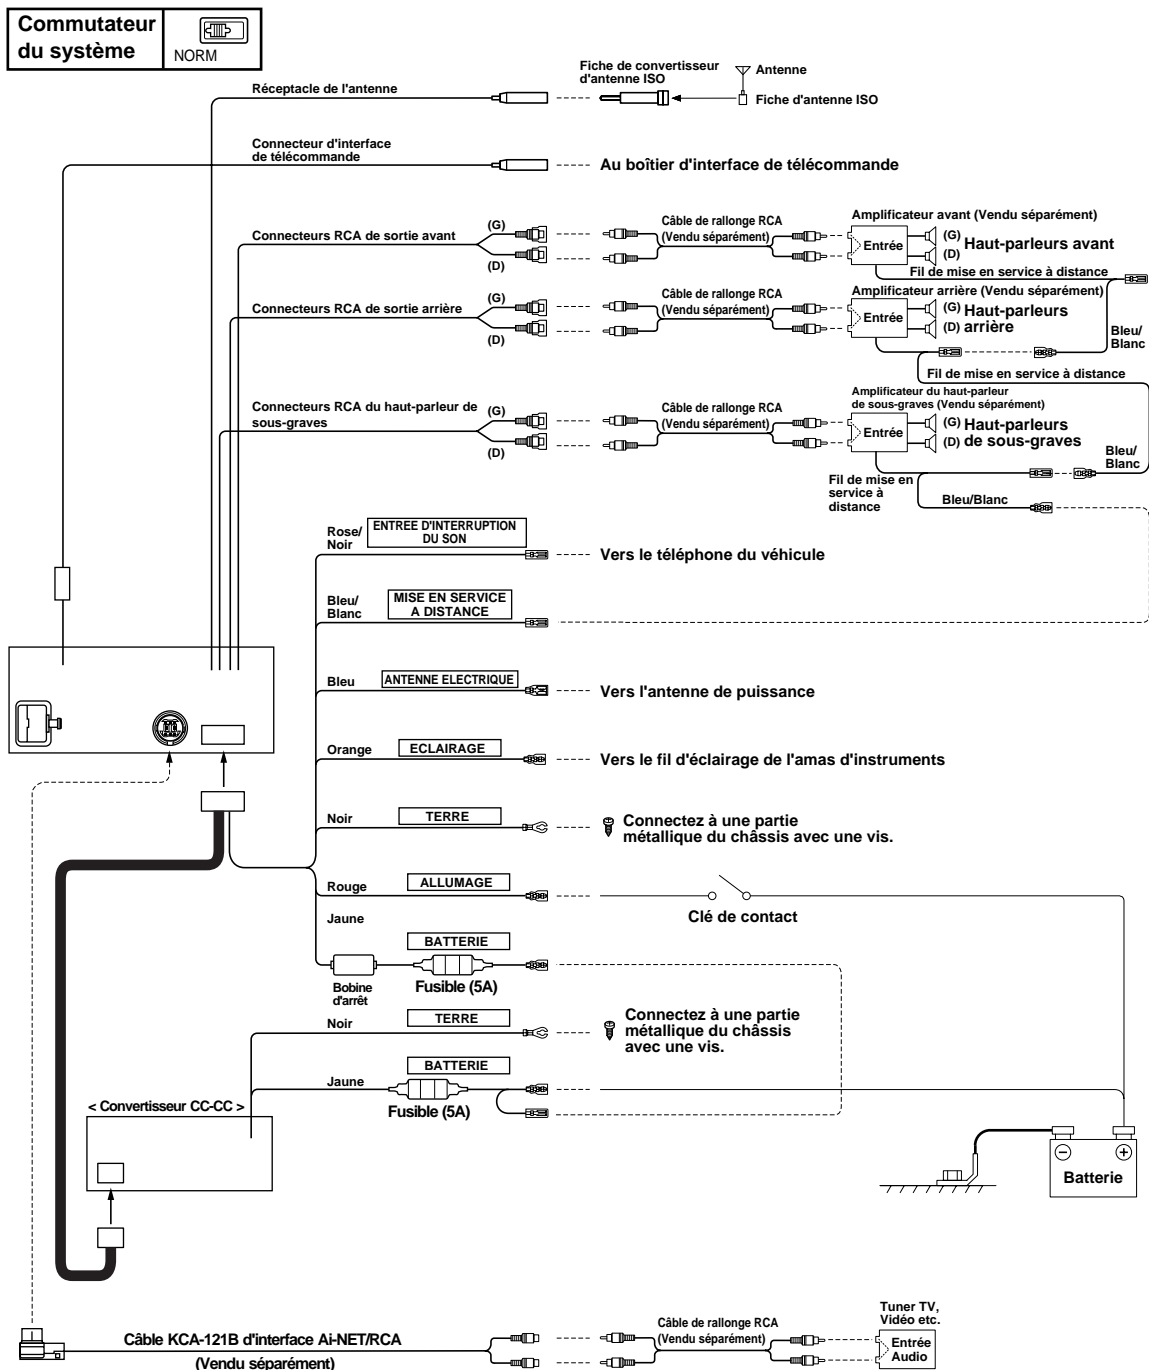 Commutateur
du système
NORM
Fiche de convertisseur
d'antenne ISO
Antenne
Réceptacle de l'antenne
Fiche d'antenne ISO
Connecteur d'interface
de télécommande
Au boîtier d'interface de télécommande
Connecteurs RCA de sortie avant
(G)
(D)
Câble de rallonge RCA
(Vendu séparément)
Amplificateur avant (Vendu séparément)
Entrée
(G)
(D)
Haut-parleurs avant
Fil de mise en service à distance
Connecteurs RCA de sortie arrière
(G)
(D)
Câble de rallonge RCA
(Vendu séparément)
Amplificateur arrière (Vendu séparément)
Entrée
(G)
(D)
Haut-parleurs
arrière
Bleu/
Blanc
Fil de mise en service à distance
Connecteurs RCA du haut-parleur de
sous-graves
(G)
(D)
Câble de rallonge RCA
(Vendu séparément)
Amplificateur du haut-parleur
de sous-graves (Vendu séparément)
Entrée
(G)
(D)
Haut-parleurs
de sous-graves
Bleu/
Blanc
Fil de mise en
service à
distance
Bleu/Blanc
Rose/
Noir
ENTREE D'INTERRUPTION
DU SON
Vers le téléphone du véhicule
Bleu/
Blanc
MISE EN SERVICE
A DISTANCE
Bleu
ANTENNE ELECTRIQUE
Vers l'antenne de puissance
Orange
ECLAIRAGE
Vers le fil d'éclairage de l'amas d'instruments
Noir
TERRE
Connectez à une partie
métallique du châssis avec une vis.
Rouge
ALLUMAGE
Clé de contact
Jaune
BATTERIE
Bobine
d'arrêt
Fusible (5A)
Noir
TERRE
Connectez à une partie
métallique du châssis
avec une vis.
BATTERIE
Jaune
Fusible (5A)
< Convertisseur CC-CC >
− +
Batterie
Câble KCA-121B d'interface Ai-NET/RCA
(Vendu séparément)
Câble de rallonge RCA
(Vendu séparément)
Tuner TV,
Vidéo etc.
Entrée
Audio